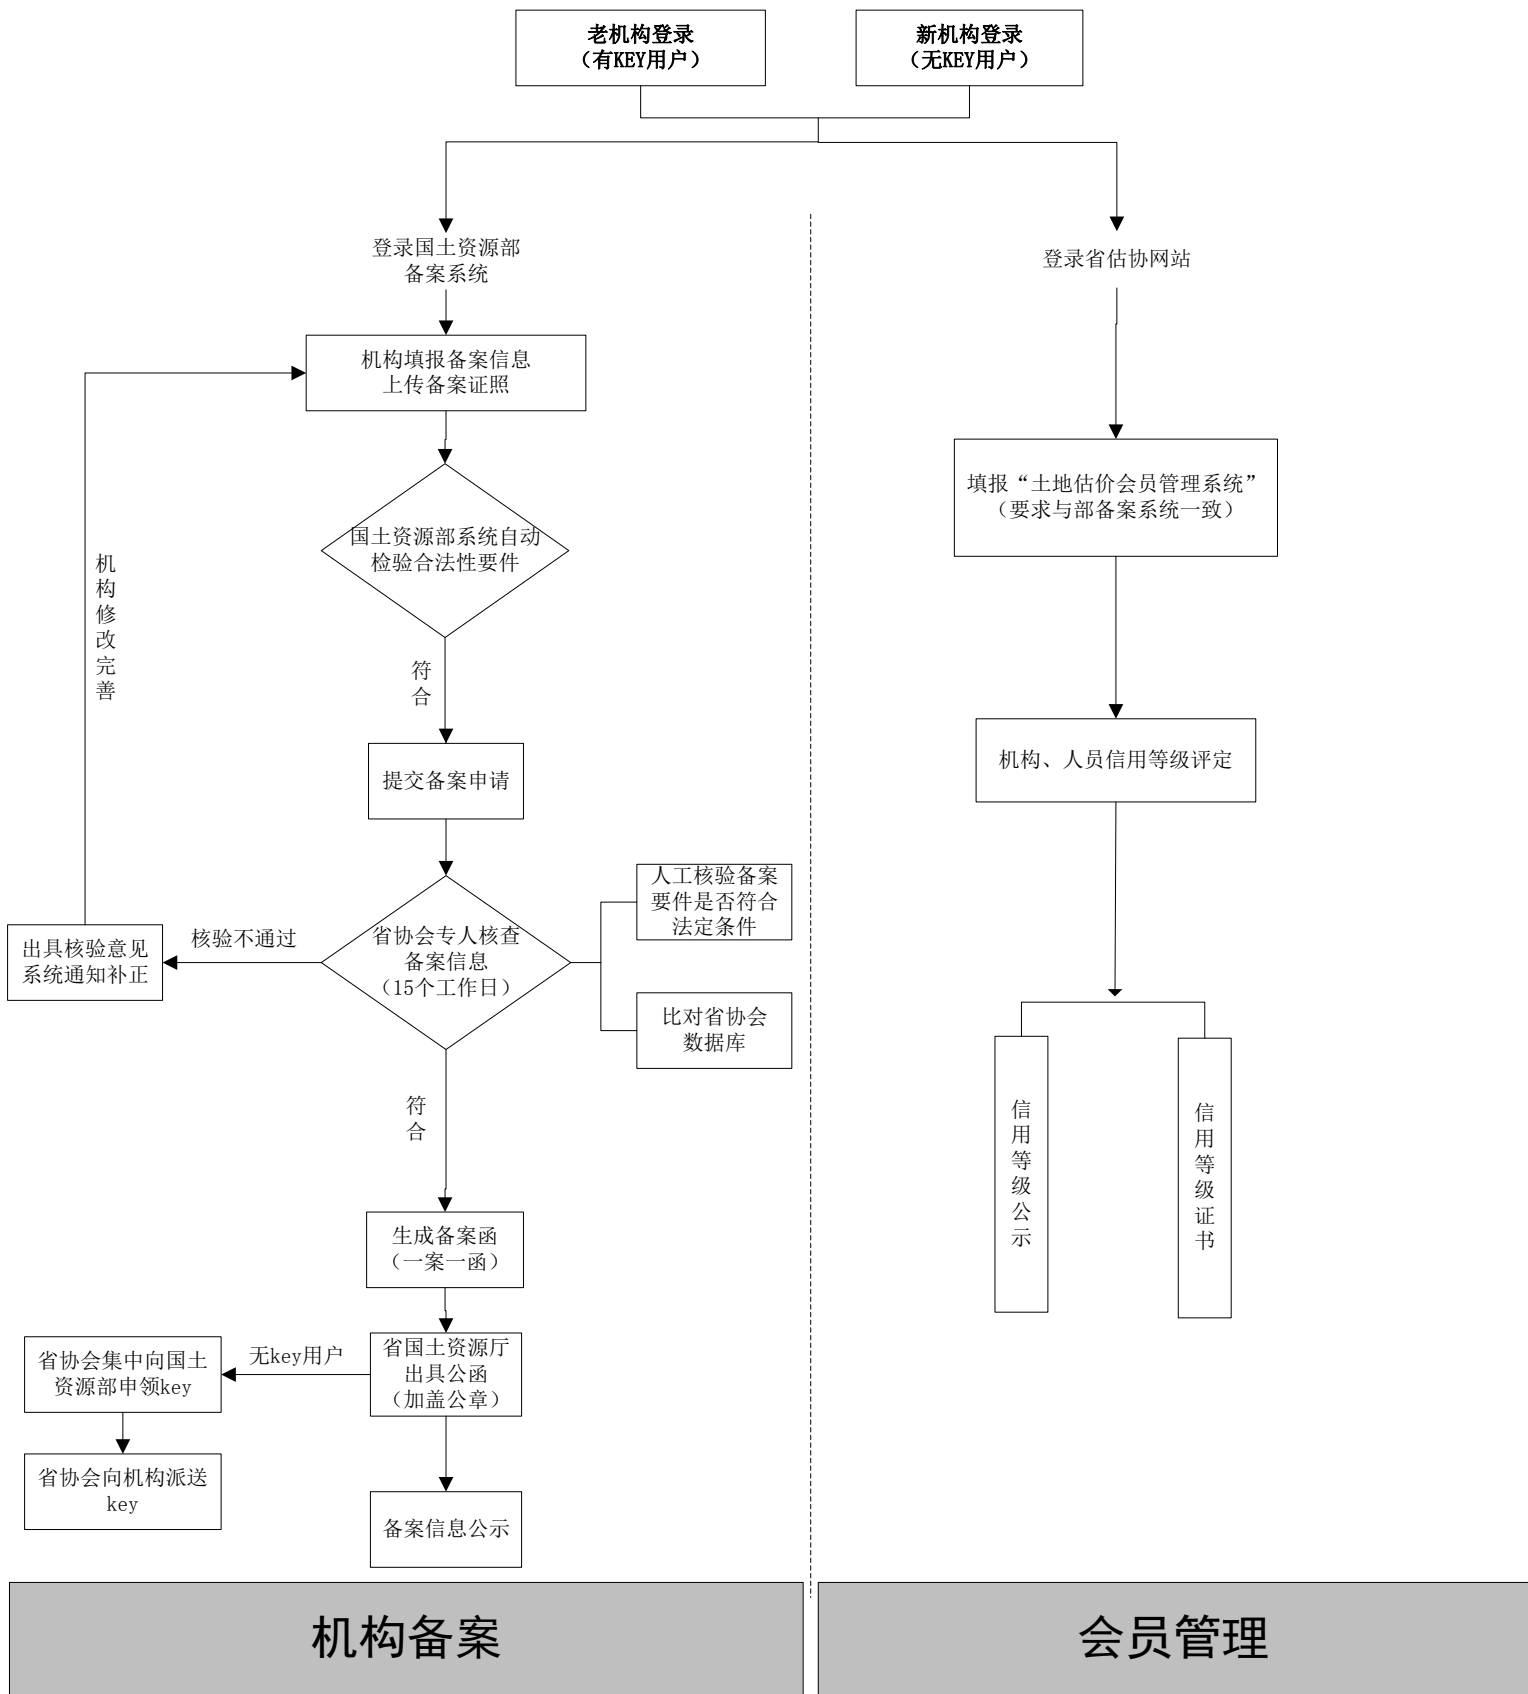 老机构登录
（有KEY用户）
新机构登录
（无KEY用户）
登录国土资源部
备案系统
机构填报备案信息
上传备案证照
国土资源部系统自动
检验合法性要件
机构修改完善
符合
提交备案申请
省协会专人核查
备案信息
（15个工作日）
人工核验备案
要件是否符合
法定条件
比对省协会
数据库
核验不通过
出具核验意见
系统通知补正
符合
生成备案函
（一案一函）
省国土资源厅
出具公函
（加盖公章）
无key用户
省协会集中向国土
资源部申领key
省协会向机构派送
key
备案信息公示
机构备案
登录省估协网站
填报“土地估价会员管理系统”
（要求与部备案系统一致）
机构、人员信用等级评定
信用等级公示
信用等级证书
会员管理